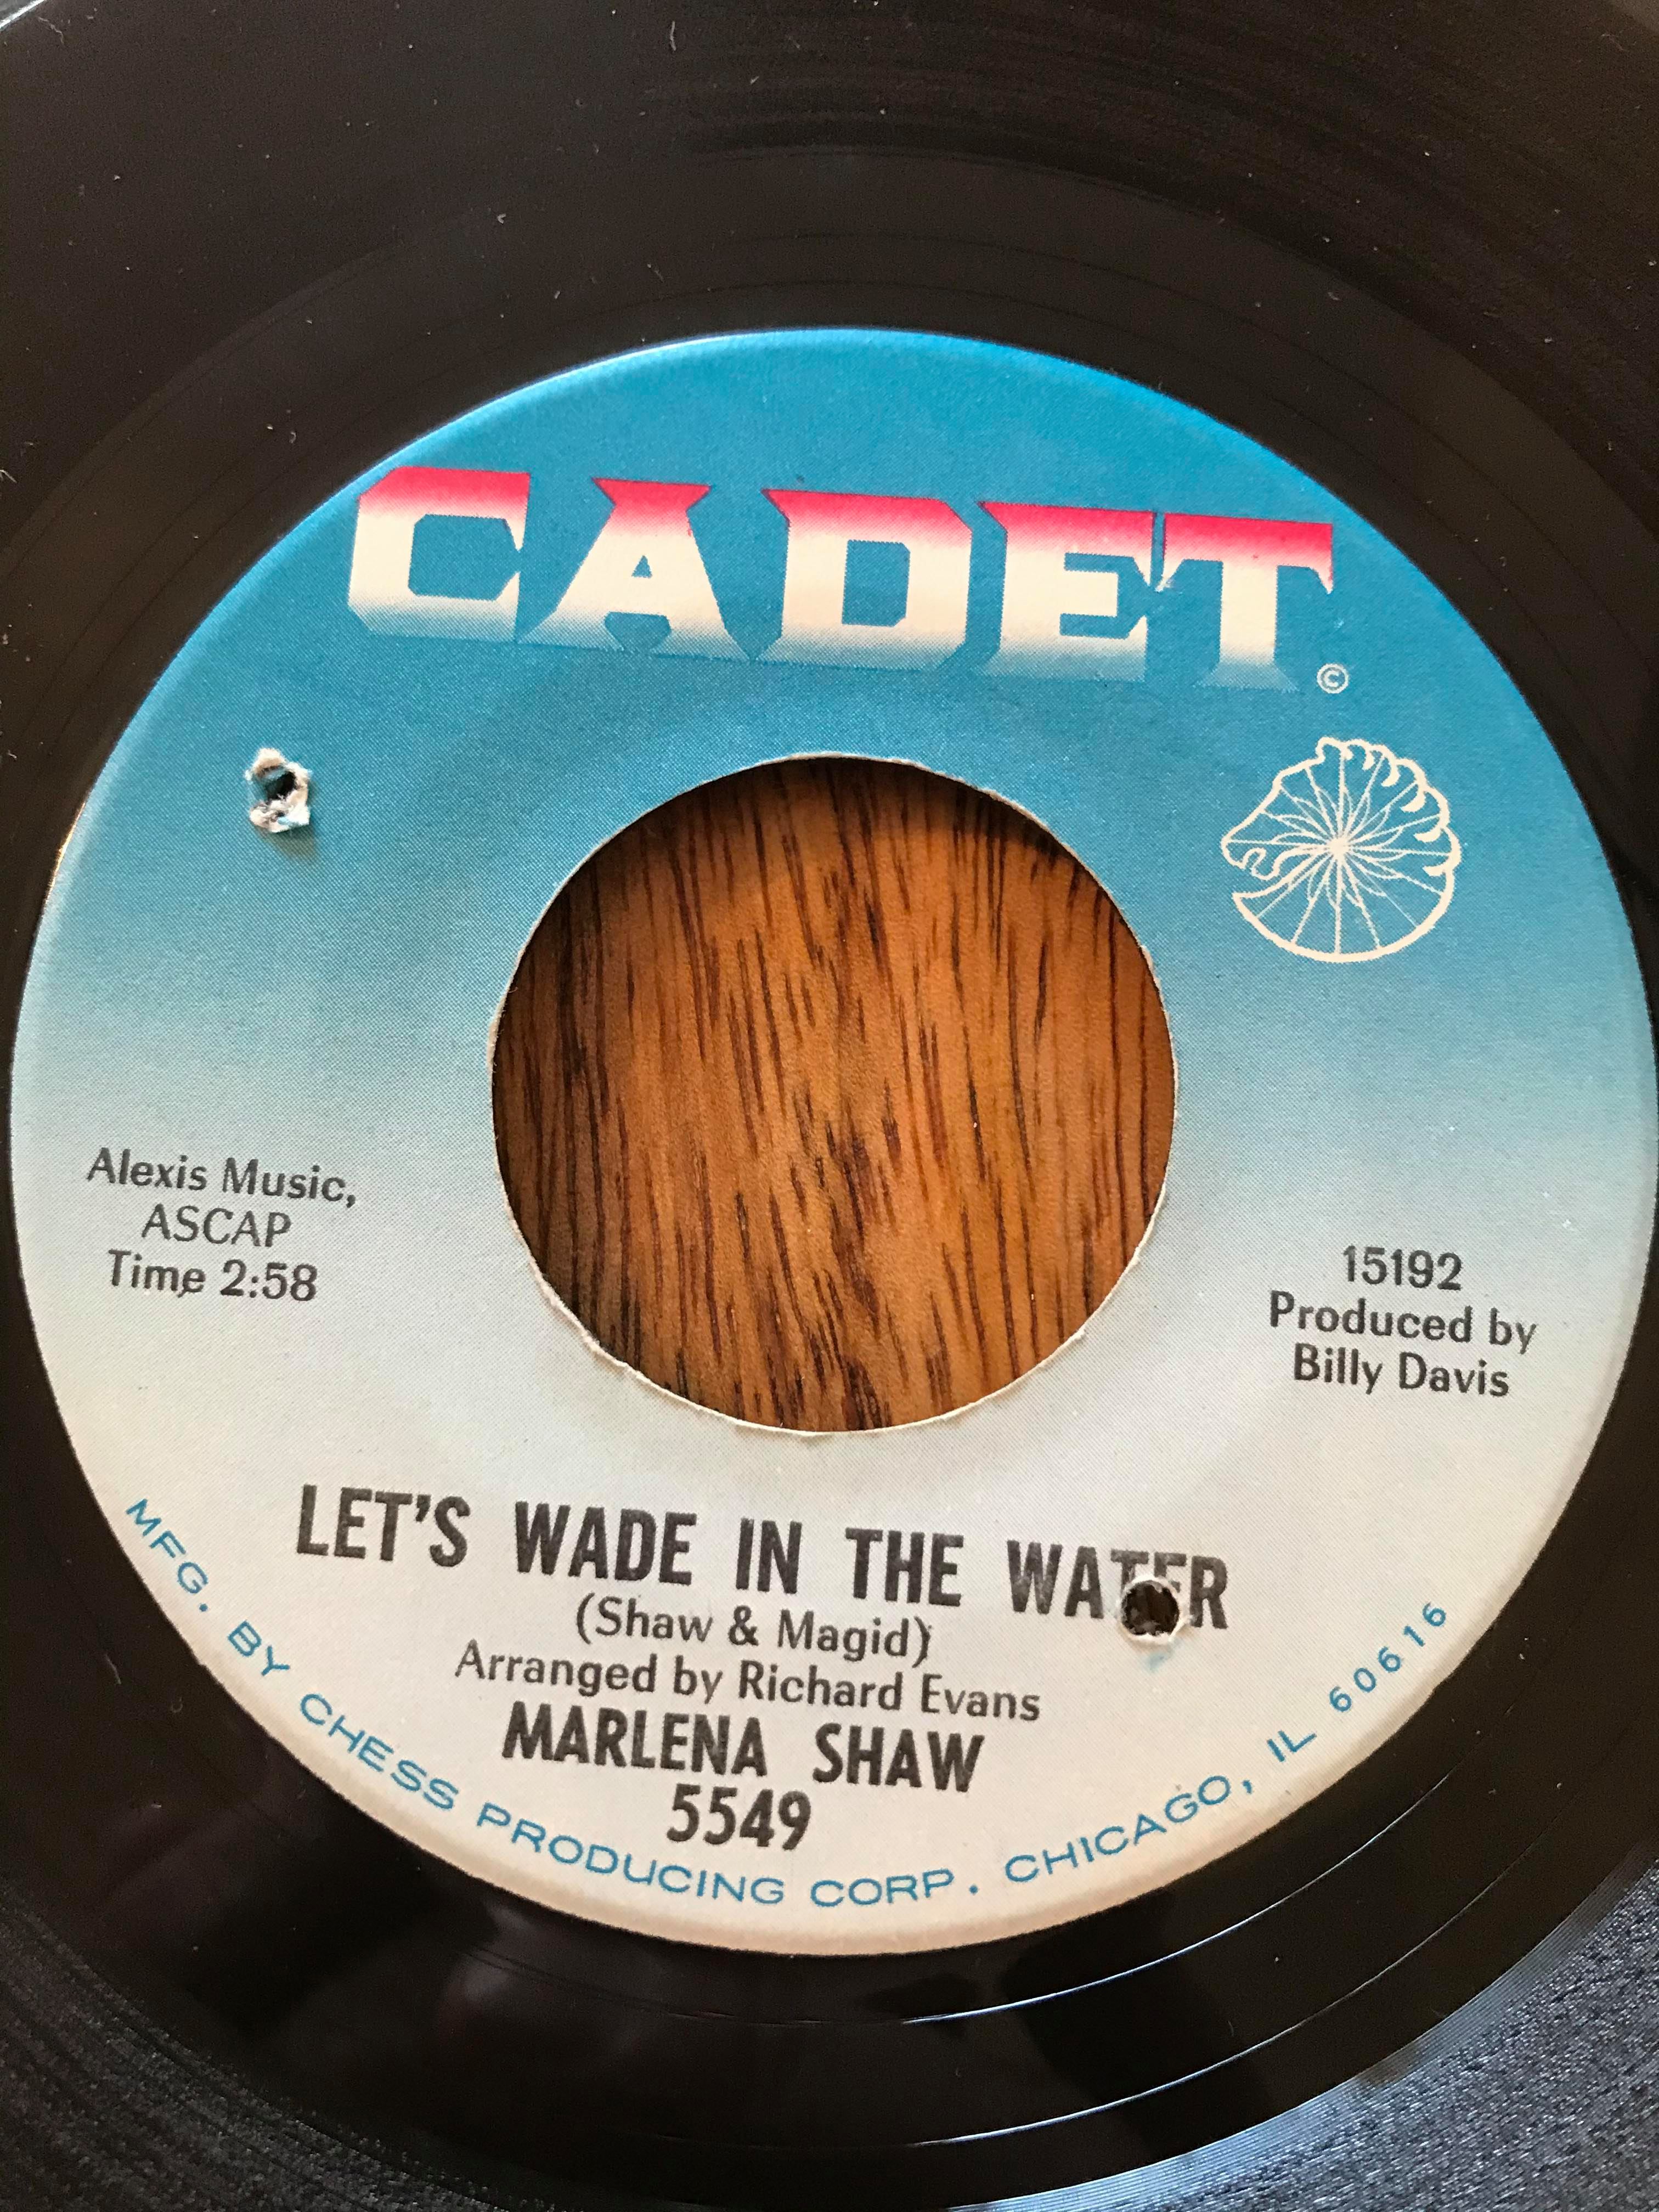 CADET
©
Alexis Music,
ASCAP
Time 2:58
15192
Produced by
Billy Davis
LET'S WADE IN THE WATER
(Shaw & Magid)
Arranged by Richard Evans
MARLENA SHAW
5549
MFG. BY CHESS PRODUCING CORP. CHICAGO, IL 60616